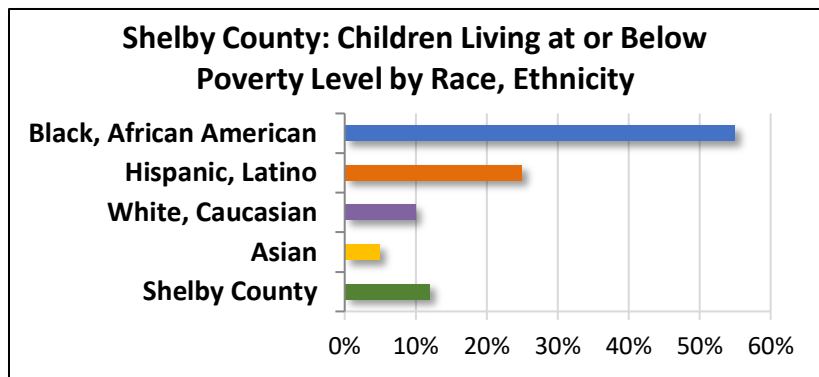 Shelby County: Children Living at or Below
Poverty Level by Race, Ethnicity
Black, African American
Hispanic, Latino
White, Caucasian
Asian
Shelby County
0% 10% 20% 30% 40% 50% 60%